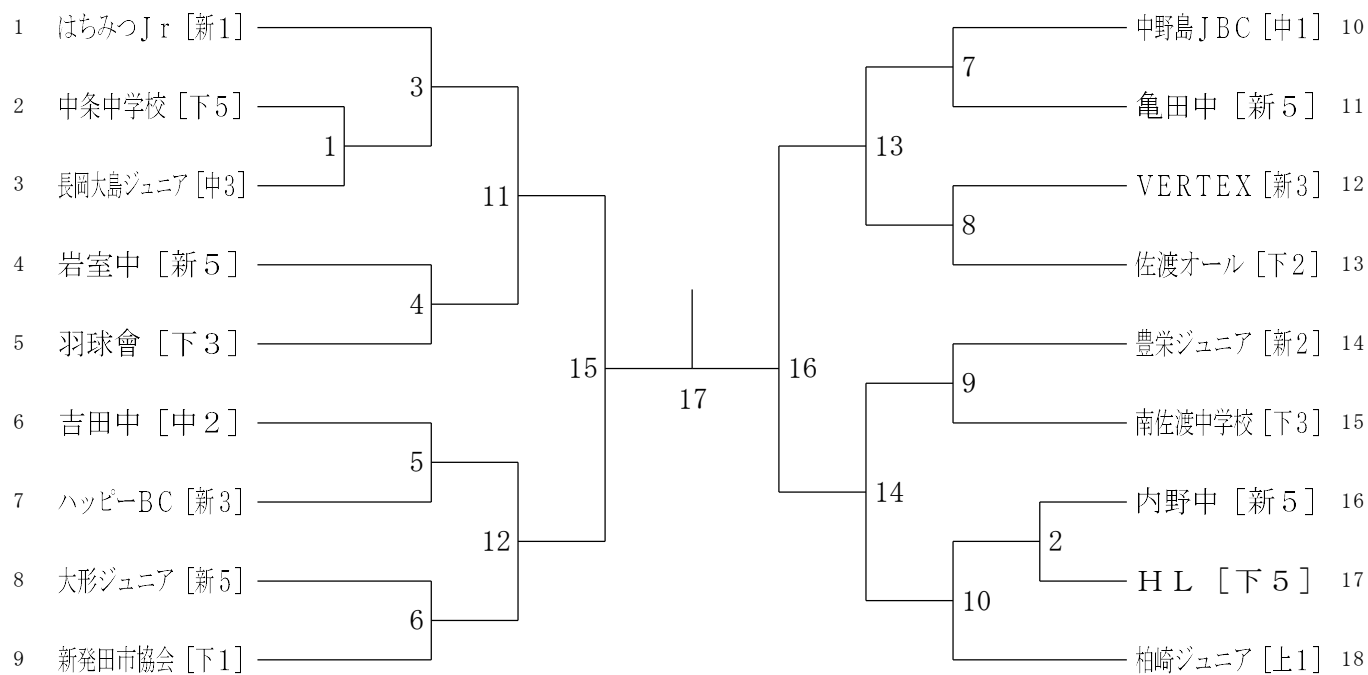 1 はちみつＪｒ［新1］
2 中条中学校［下5］
3 長岡大島ジュニア［中3］
4 岩室中［新５］
5 羽球會［下３］
6 吉田中［中２］
7 ハッピーＢＣ［新3］
8 大形ジュニア［新5］
9 新発田市協会［下1］
1
3
4
5
6
11
12
15
17
16
13
14
7
8
9
2
10
中野島ＪＢＣ［中1］ 10
亀田中［新５］ 11
ＶＥＲＴＥＸ［新3］ 12
佐渡オール［下2］ 13
豊栄ジュニア［新2］ 14
南佐渡中学校［下3］ 15
内野中［新５］ 16
ＨＬ［下５］ 17
柏崎ジュニア［上1］ 18